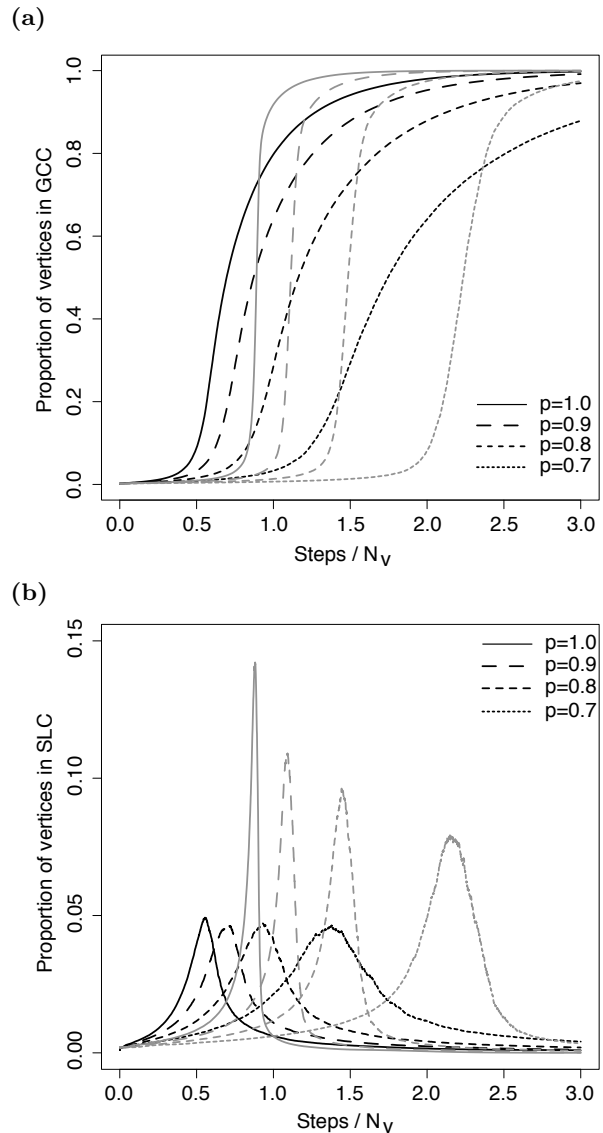 (a)
Proportion of vertices in GCC
1.0
0.8
0.6
0.4
0.2
0.0
p=1.0
p=0.9
p=0.8
p=0.7
0.0 0.5 1.0 1.5 2.0 2.5 3.0
Steps / Nv
(b)
Proportion of vertices in SLC
0.15
0.10
0.05
0.00
p=1.0
p=0.9
p=0.8
p=0.7
0.0 0.5 1.0 1.5 2.0 2.5 3.0
Steps / Nv